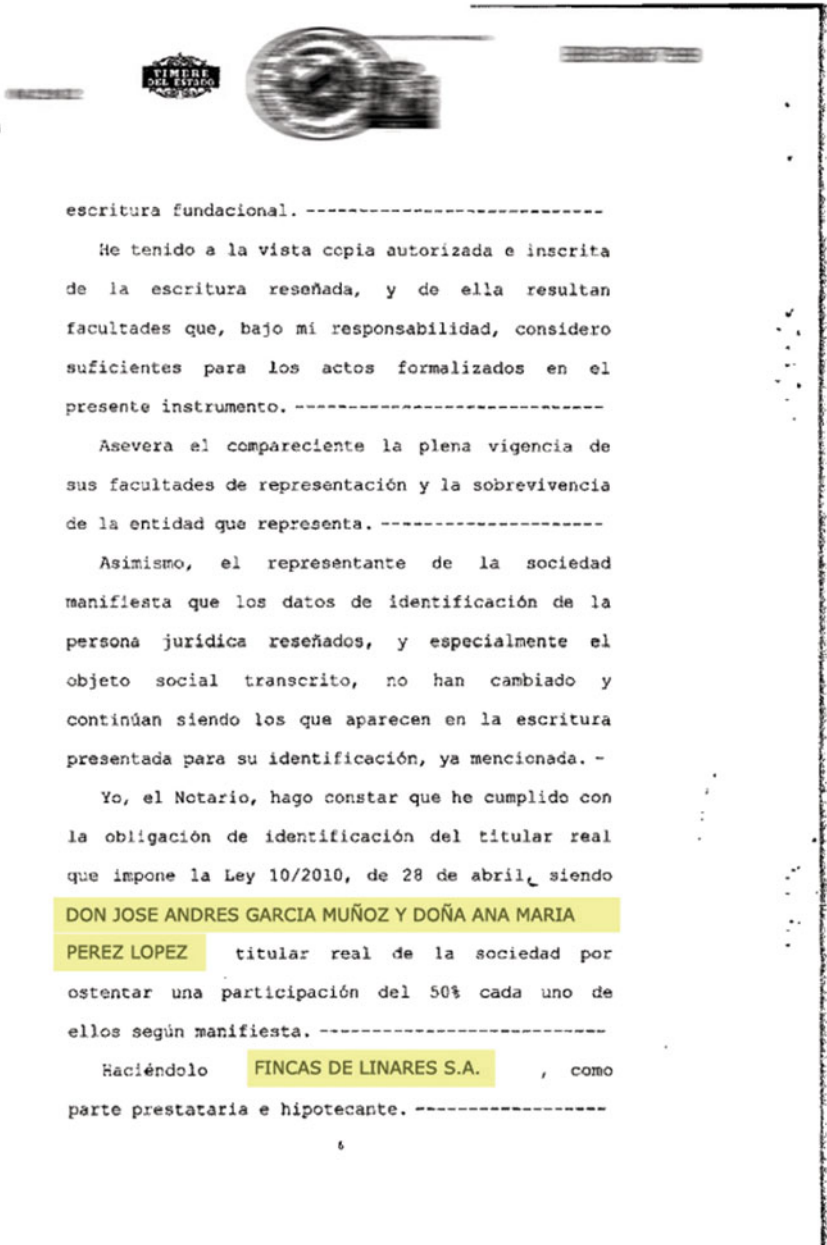 TIMBRE
DEL ESTADO
escritura fundacional. ----------------------------
He tenido a la vista copia autorizada e inscrita
de la escritura reseñada, y de ella resultan
facultades que, bajo mi responsabilidad, considero
suficientes para los actos formalizados en el
presente instrumento. -----------------------------
Asevera el compareciente la plena vigencia de
sus facultades de representación y la sobrevivencia
de la entidad que representa. ---------------------
Asimismo, el representante de la sociedad
manifiesta que los datos de identificación de la
persona jurídica reseñados, y especialmente el
objeto social transcrito, no han cambiado y
continúan siendo los que aparecen en la escritura
presentada para su identificación, ya mencionada. -
Yo, el Notario, hago constar que he cumplido con
la obligación de identificación del titular real
que impone la Ley 10/2010, de 28 de abril, siendo
DON JOSE ANDRES GARCIA MUÑOZ Y DOÑA ANA MARIA
PEREZ LOPEZ titular real de la sociedad por
ostentar una participación del 50% cada uno de
ellos según manifiesta. ---------------------------
Haciéndolo FINCAS DE LINARES S.A. , como
parte prestataria e hipotecante. ------------------
6